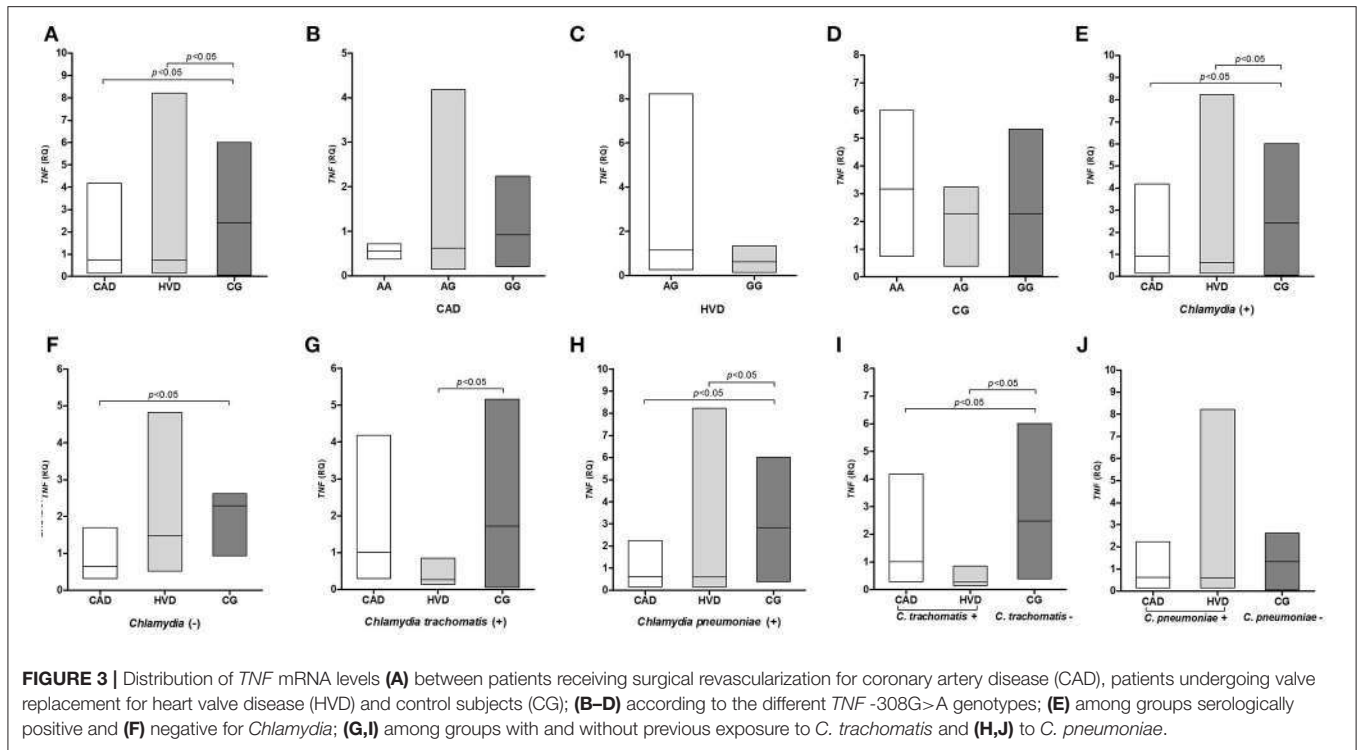 A
B
C
D
E
TNF (RQ)
10
9
8
7
6
5
4
3
2
1
0
p<0.05
p<0.05
CAD
HVD
CG
TNF (RQ)
5
4
3
2
1
0
AA
AG
GG
CAD
TNF (RQ)
10
8
6
4
2
0
AG
GG
HVD
TNF (RQ)
8
7
6
5
4
3
2
1
0
AA
AG
GG
CG
TNF (RQ)
10
9
8
7
6
5
4
3
2
1
0
p<0.05
p<0.05
CAD
HVD
CG
Chlamydia (+)
F
G
H
I
J
TNF (RQ)
6
5
4
3
2
1
0
p<0.05
CAD
HVD
CG
Chlamydia (-)
TNF (RQ)
6
5
4
3
2
1
0
p<0.05
CAD
HVD
CG
Chlamydia trachomatis (+)
TNF (RQ)
10
9
8
7
6
5
4
3
2
1
0
p<0.05
p<0.05
CAD
HVD
CG
Chlamydia pneumoniae (+)
TNF (RQ)
8
7
6
5
4
3
2
1
0
p<0.05
p<0.05
CAD
HVD
CG
C. trachomatis +
C. trachomatis -
TNF (RQ)
10
9
8
7
6
5
4
3
2
1
0
CAD
HVD
CG
C. pneumoniae +
C. pneumoniae -
FIGURE 3 | Distribution of TNF mRNA levels (A) between patients receiving surgical revascularization for coronary artery disease (CAD), patients undergoing valve
replacement for heart valve disease (HVD) and control subjects (CG); (B–D) according to the different TNF -308G>A genotypes; (E) among groups serologically
positive and (F) negative for Chlamydia; (G,I) among groups with and without previous exposure to C. trachomatis and (H,J) to C. pneumoniae.